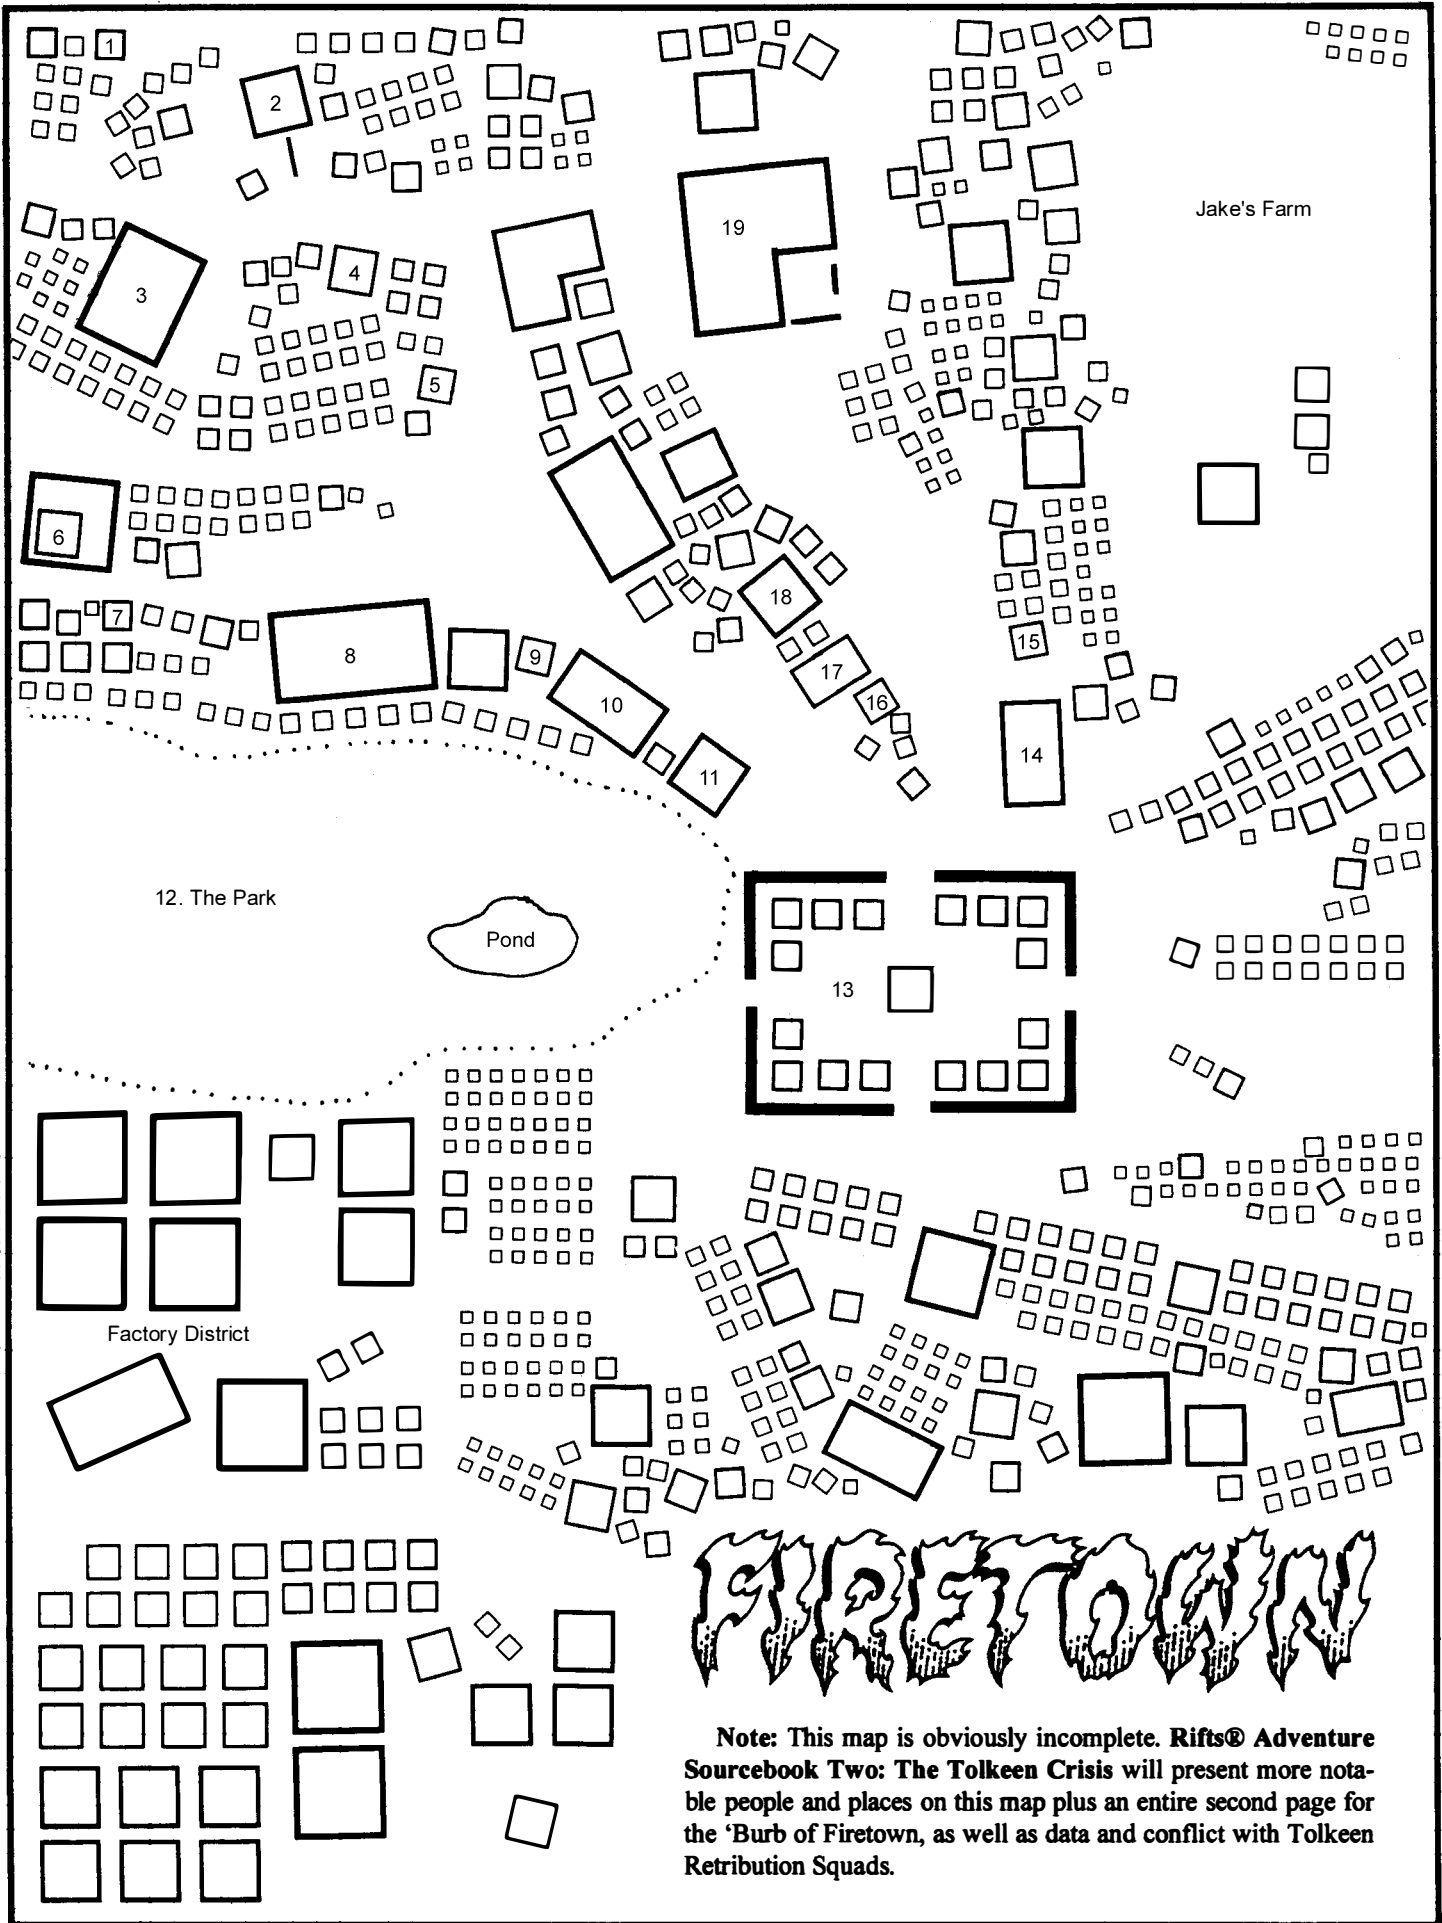 1
2
19
Jake's Farm
3
4
5
6
7
8
9
10
11
18
17
16
15
14
12. The Park
Pond
13
Factory District
FIRETOWN
Note: This map is obviously incomplete. Rifts® Adventure
Sourcebook Two: The Tolkeen Crisis will present more nota-
ble people and places on this map plus an entire second page for
the ‘Burb of Firetown, as well as data and conflict with Tolkeen
Retribution Squads.